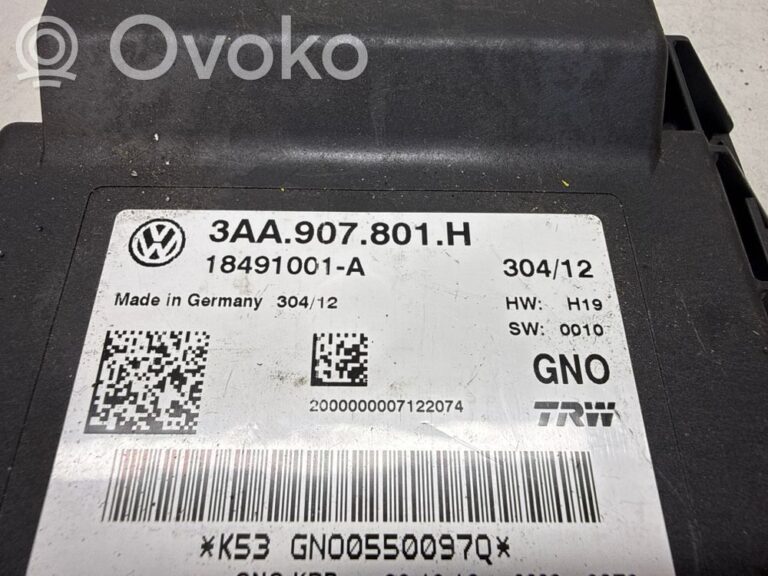 Ovoko
3AA.907.801.H
18491001-A 304/12
Made in Germany 304/12 HW: H19
SW: 0010
GNO
2000000007122074 TRW
*K53 GNO0550097Q*